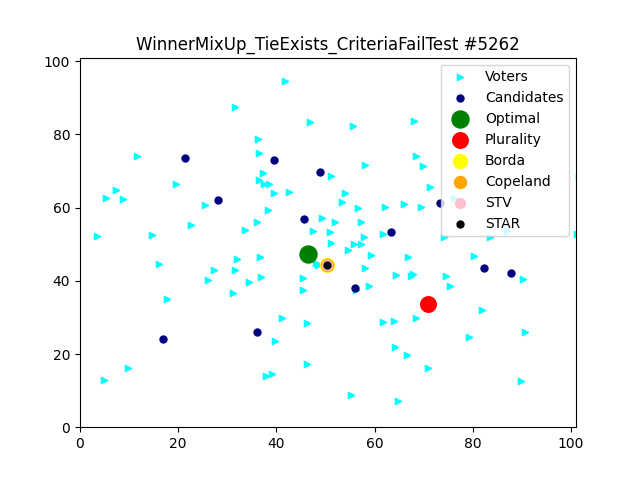 WinnerMixUp_TieExists_CriteriaFailTest #5262
100
80
60
40
20
0
0 20 40 60 80 100
Voters
Candidates
Optimal
Plurality
Borda
Copeland
STV
STAR